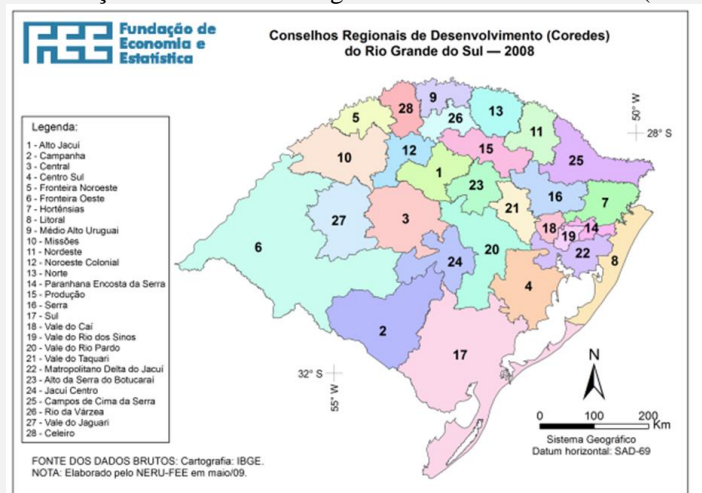 Fundação de
Economia e
Estatística
Conselhos Regionais de Desenvolvimento (Coredes)
do Rio Grande do Sul — 2008
50° W
28° S
Legenda:
1 - Alto Jacuí
2 - Campanha
3 - Central
4 - Centro Sul
5 - Fronteira Noroeste
6 - Fronteira Oeste
7 - Hortênsias
8 - Litoral
9 - Médio Alto Uruguai
10 - Missões
11 - Nordeste
12 - Noroeste Colonial
13 - Norte
14 - Paranhana Encosta da Serra
15 - Produção
16 - Serra
17 - Sul
18 - Vale do Caí
19 - Vale do Rio dos Sinos
20 - Vale do Rio Pardo
21 - Vale do Taquari
22 - Matropolitano Delta do Jacuí
23 - Alto da Serra do Botucaraí
24 - Jacuí Centro
25 - Campos de Cima da Serra
26 - Rio da Várzea
27 - Vale do Jaguari
28 - Celeiro
9
28
5
26
13
11
12
15
10
25
1
23
16
7
21
27
3
18
14
19
6
20
22
8
24
4
2
17
32° S
55° W
N
0 100 200 Km
Sistema Geográfico
Datum horizontal: SAD-69
FONTE DOS DADOS BRUTOS: Cartografia: IBGE.
NOTA: Elaborado pelo NERU-FEE em maio/09.